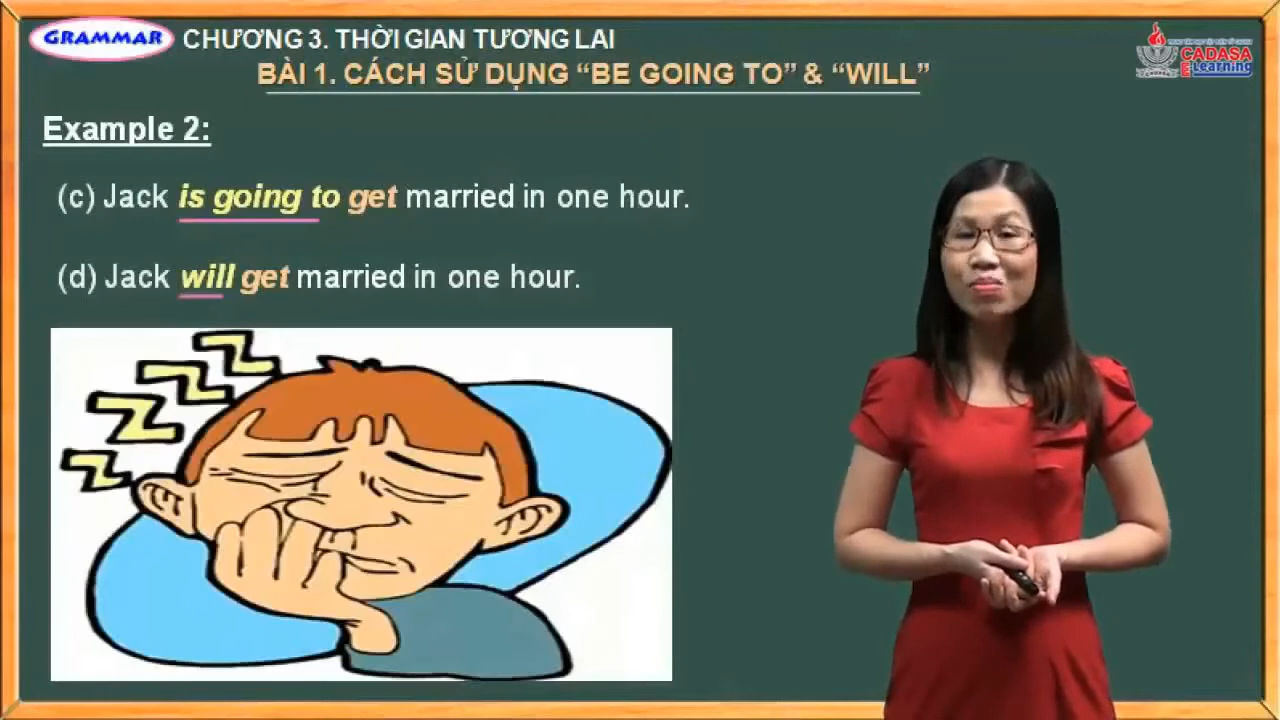 GRAMMAR
CHƯƠNG 3. THỜI GIAN TƯƠNG LAI
BÀI 1. CÁCH SỬ DỤNG “BE GOING TO” & “WILL”
CADASA
E Learning
Example 2:
(c) Jack is going to get married in one hour.
(d) Jack will get married in one hour.
Z
Z
Z
Z